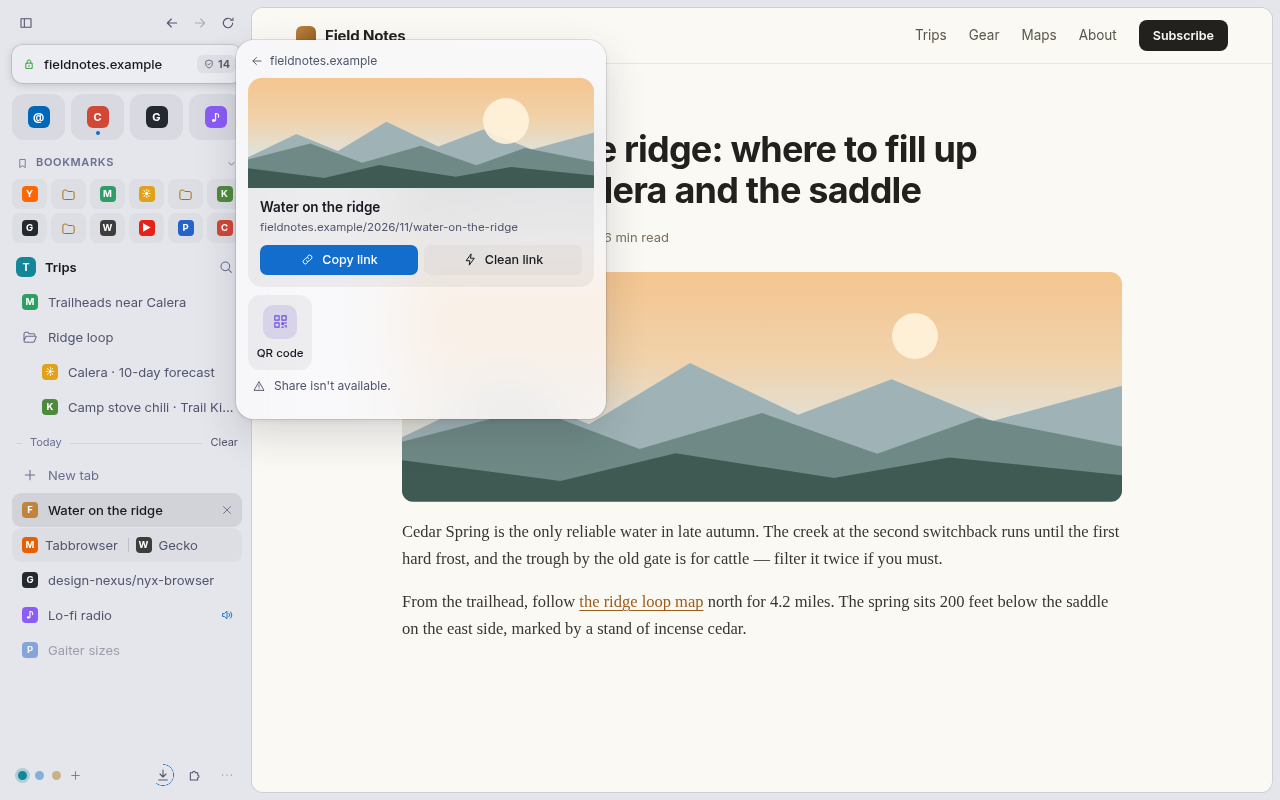 fieldnotes.example
14
@
C
G
BOOKMARKS
Y
M
K
G
W
P
C
T Trips
M Trailheads near Calera
Ridge loop
Calera · 10-day forecast
K Camp stove chili · Trail Ki...
Today
Clear
New tab
F Water on the ridge
M Tabbrowser
W Gecko
G design-nexus/nyx-browser
Lo-fi radio
P Gaiter sizes
fieldnotes.example
Water on the ridge
fieldnotes.example/2026/11/water-on-the-ridge
Copy link
Clean link
QR code
Share isn't available.
Field Notes
Trips
Gear
Maps
About
Subscribe
ridge: where to fill up
and the saddle
6 min read
Cedar Spring is the only reliable water in late autumn. The creek at the second switchback runs until the first
hard frost, and the trough by the old gate is for cattle — filter it twice if you must.
From the trailhead, follow the ridge loop map north for 4.2 miles. The spring sits 200 feet below the saddle
on the east side, marked by a stand of incense cedar.